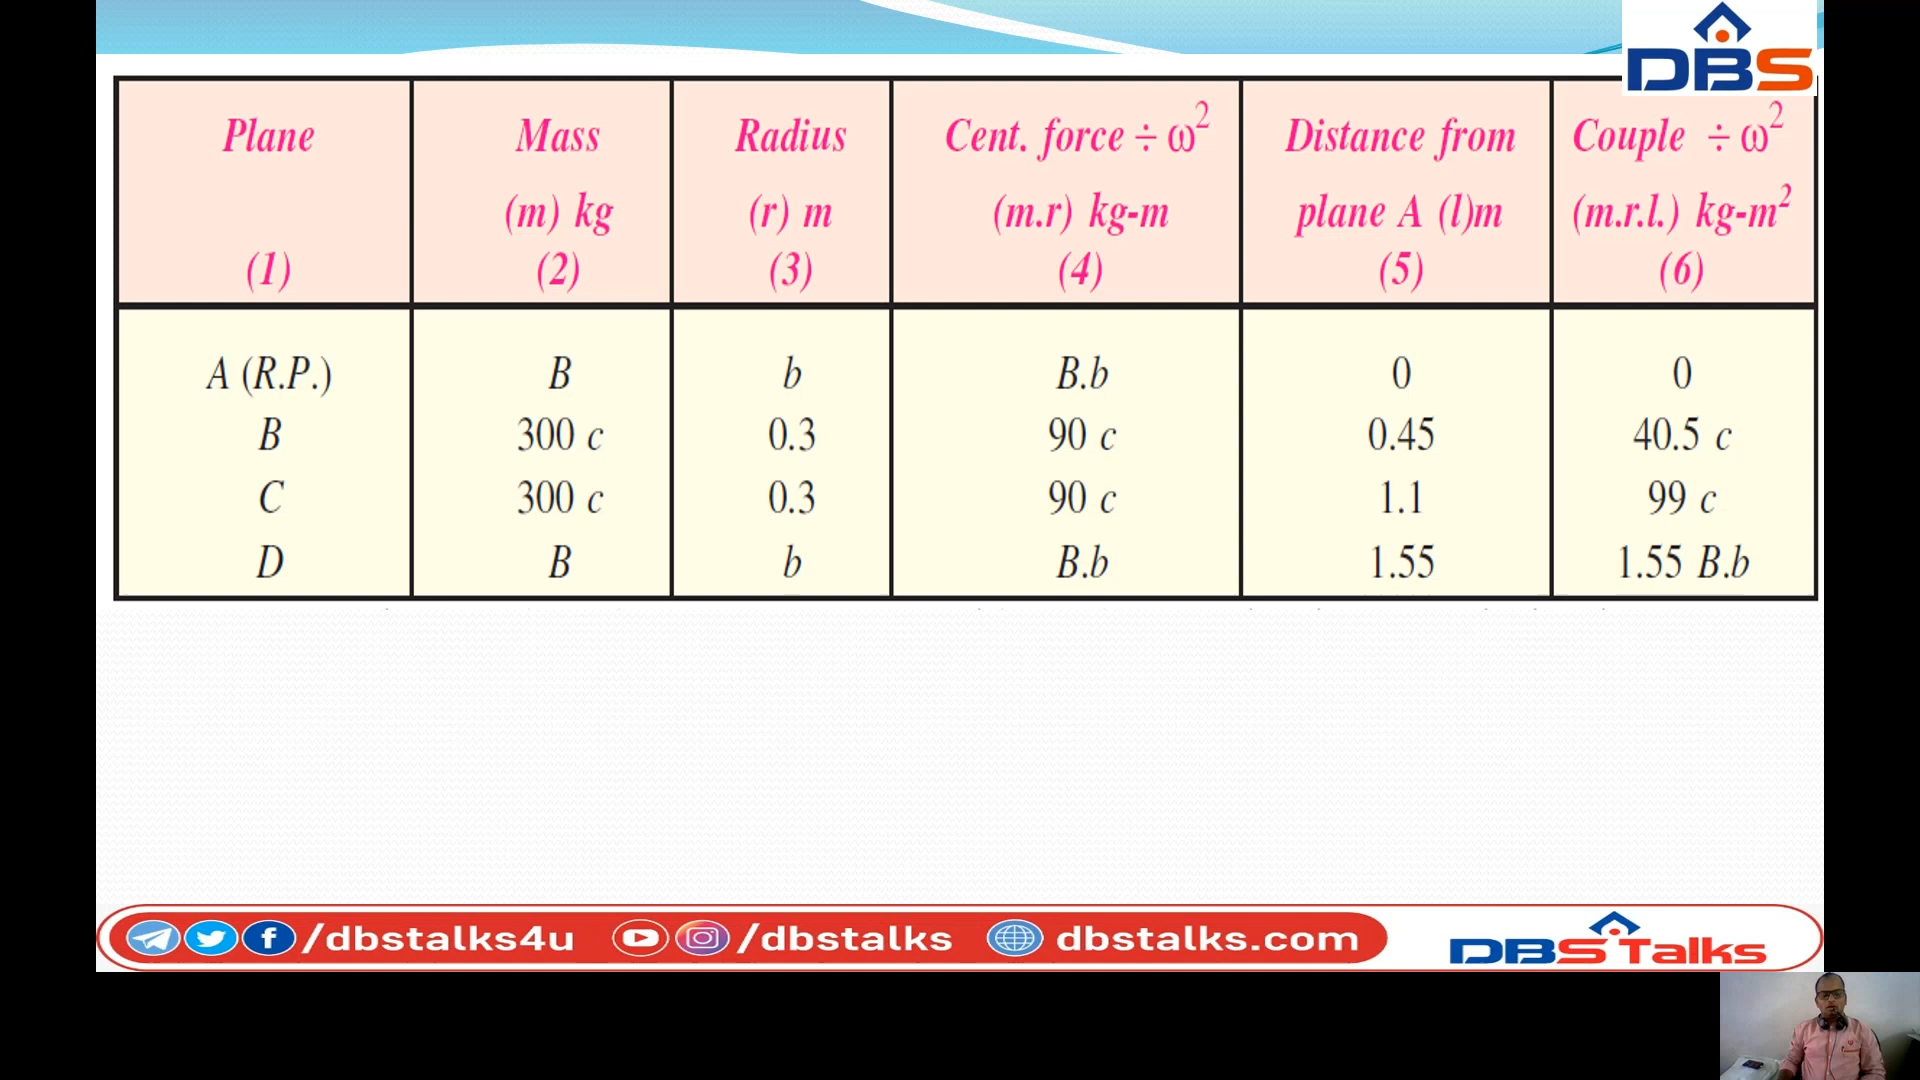 DBS
Plane Mass Radius Cent. force ÷ ω² Distance from Couple ÷ ω²
(m) kg (r) m (m.r) kg-m plane A (l)m (m.r.l.) kg-m²
(1) (2) (3) (4) (5) (6)
A (R.P.) B b B.b 0 0
B 300 c 0.3 90 c 0.45 40.5 c
C 300 c 0.3 90 c 1.1 99 c
D B b B.b 1.55 1.55 B.b
/dbstalks4u /dbstalks dbstalks.com DBS Talks